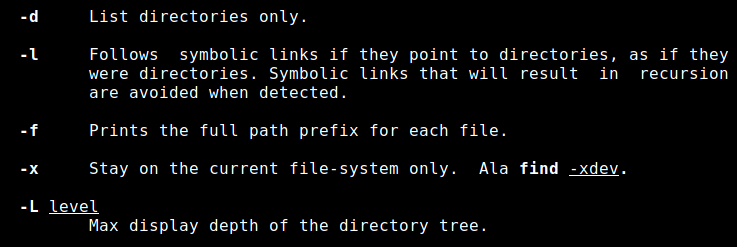 -d List directories only.
-l Follows symbolic links if they point to directories, as if they
were directories. Symbolic links that will result in recursion
are avoided when detected.
-f Prints the full path prefix for each file.
-x Stay on the current file-system only. Ala find -xdev.
-L level
Max display depth of the directory tree.